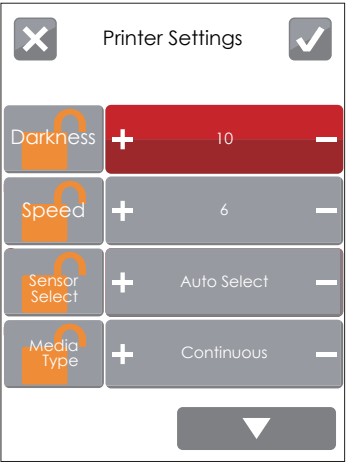 Printer Settings
Darkness + 10 −
Speed + 6 −
Sensor
Select + Auto Select −
Media
Type + Continuous −